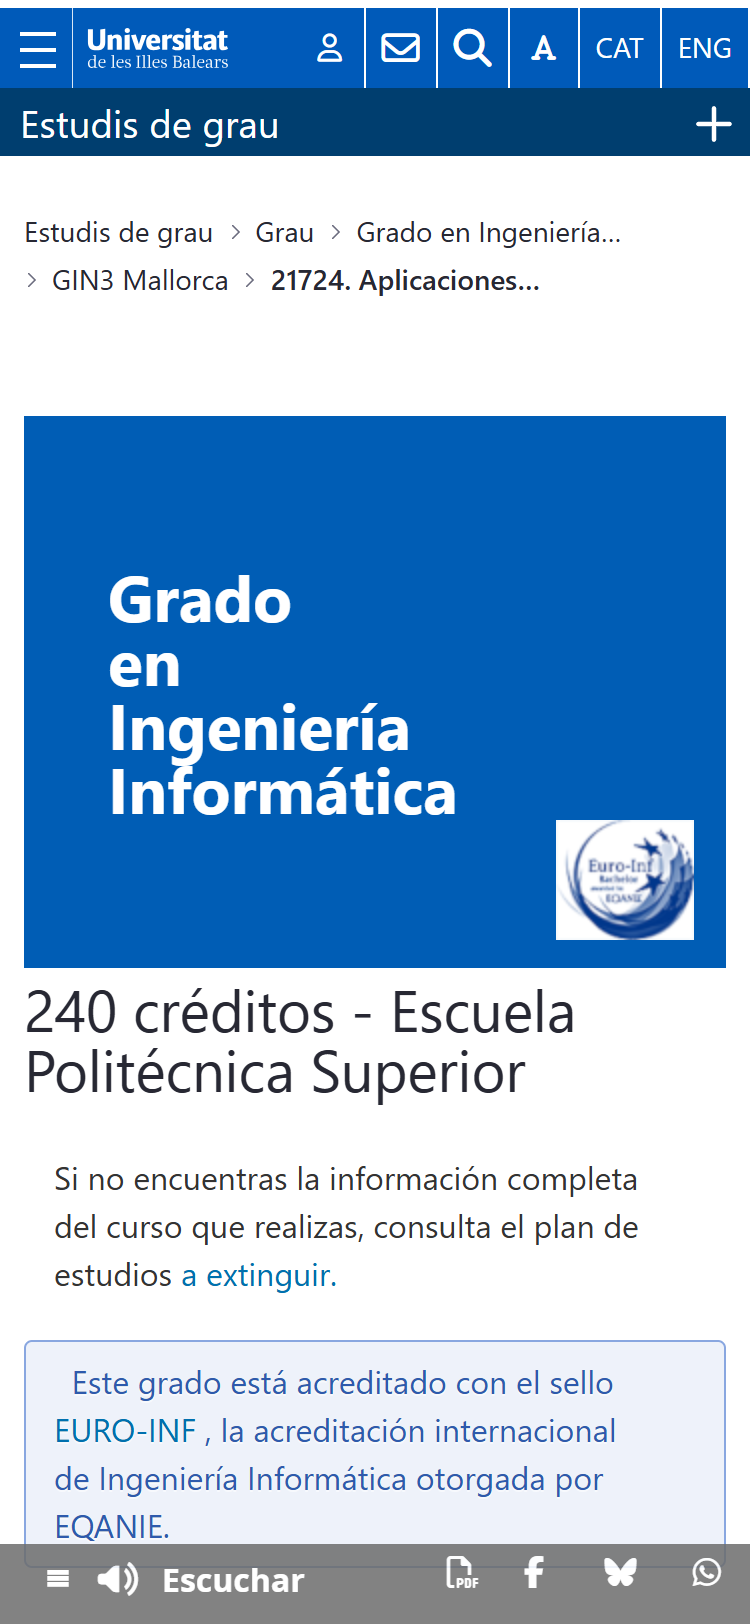 Universitat
de les Illes Balears
CAT
ENG
Estudis de grau
Estudis de grau > Grau > Grado en Ingeniería...
> GIN3 Mallorca > 21724. Aplicaciones...
Grado
en
Ingeniería
Informática
Euro-Inf
Bachelor
EQANIE
240 créditos - Escuela
Politécnica Superior
Si no encuentras la información completa
del curso que realizas, consulta el plan de
estudios a extinguir.
Este grado está acreditado con el sello
EURO-INF , la acreditación internacional
de Ingeniería Informática otorgada por
EQANIE.
Escuchar
PDF